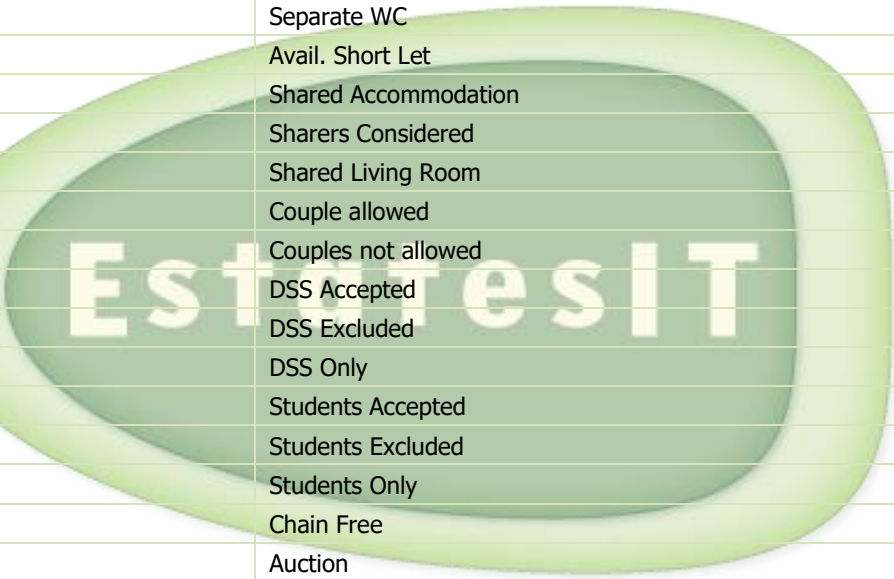 Separate WC
Avail. Short Let
Shared Accommodation
Sharers Considered
Shared Living Room
Couple allowed
Couples not allowed
EstatesIT
DSS Accepted
DSS Excluded
DSS Only
Students Accepted
Students Excluded
Students Only
Chain Free
Auction